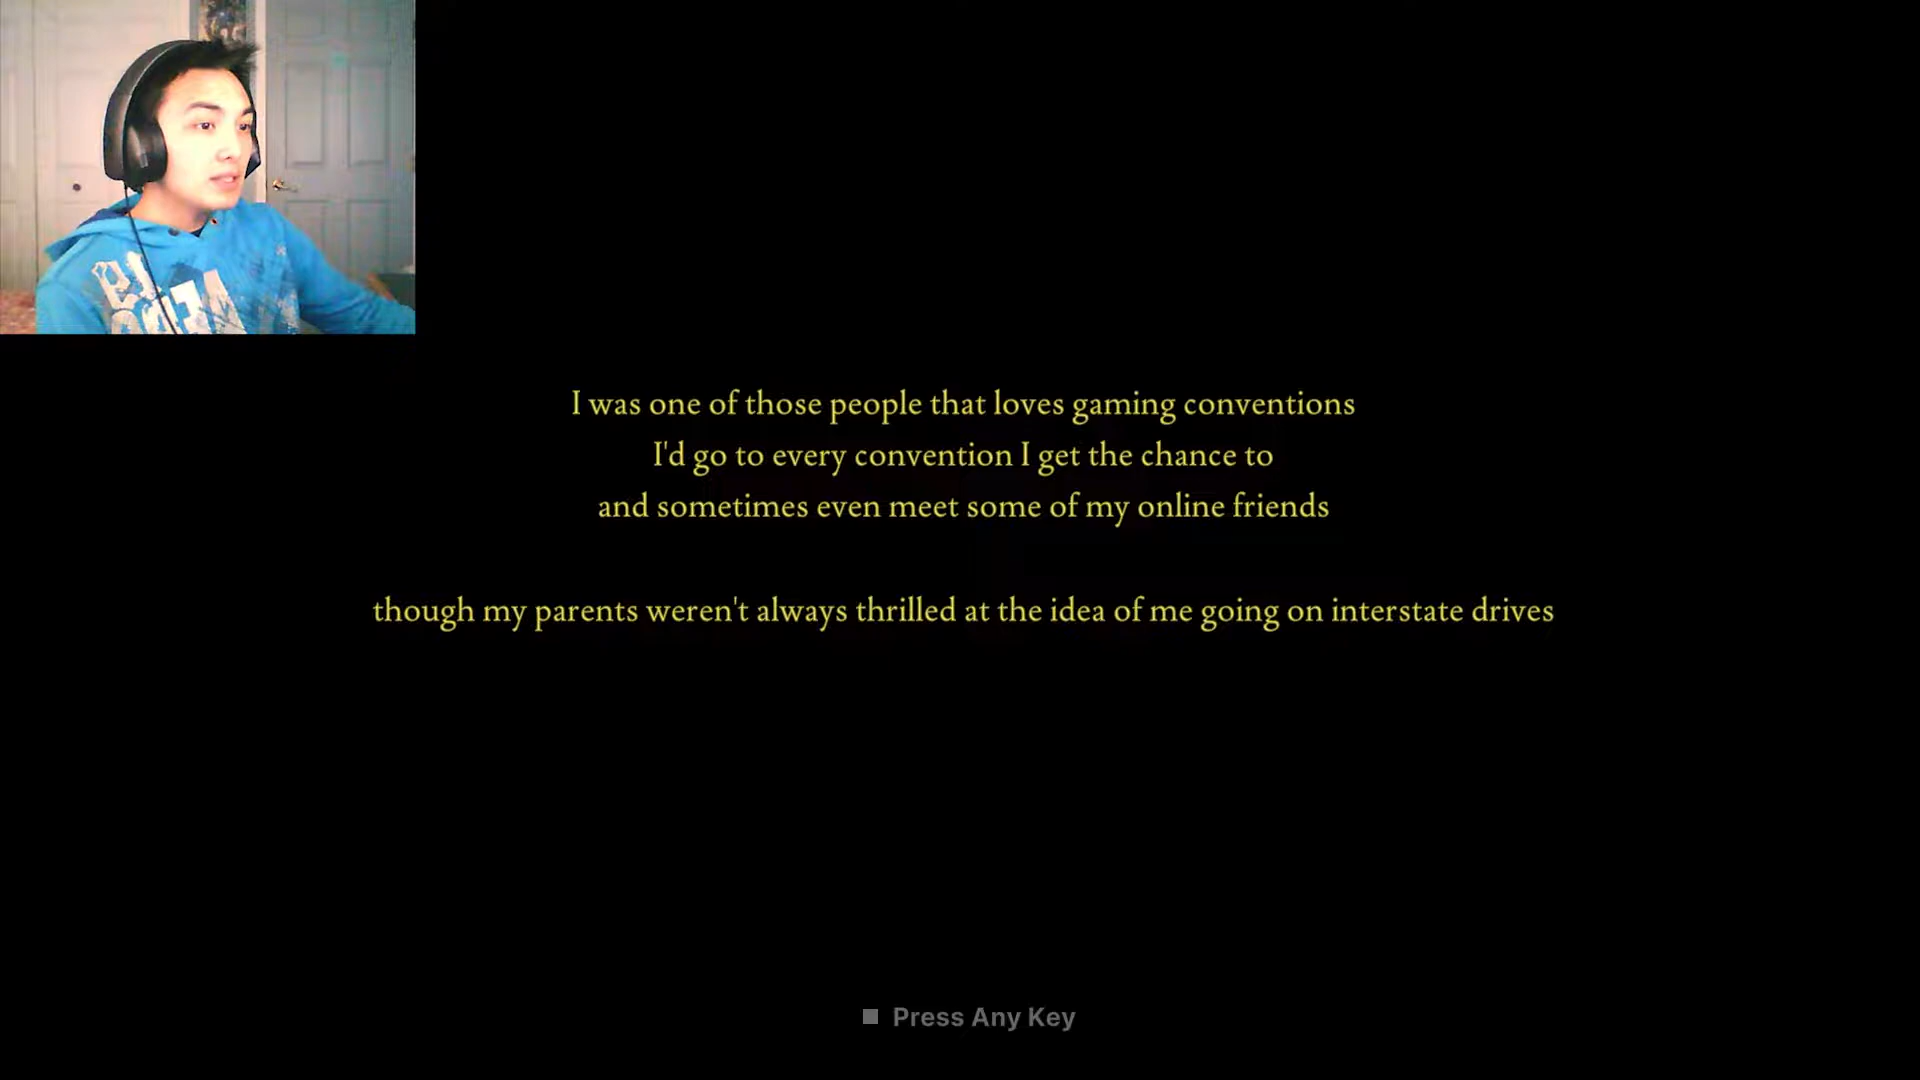 I was one of those people that loves gaming conventions
I'd go to every convention I get the chance to
and sometimes even meet some of my online friends
though my parents weren't always thrilled at the idea of me going on interstate drives
Press Any Key